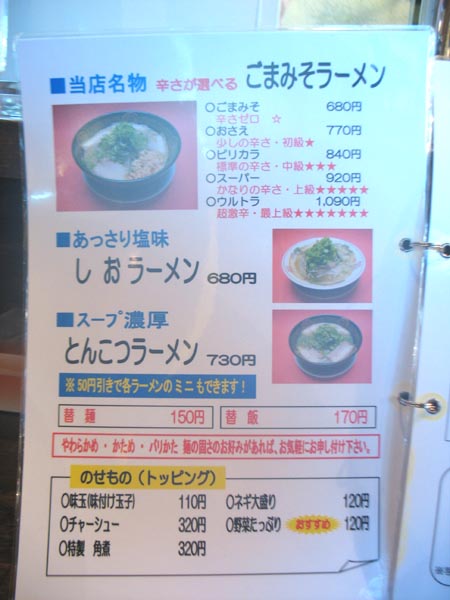 ■当店名物 辛さが選べる ごまみそラーメン
○ごまみそ 680円
辛さゼロ ☆
○おさえ 770円
少しの辛さ・初級★
○ピリカラ 840円
標準の辛さ・中級★★★
○スーパー 920円
かなりの辛さ・上級★★★★★
○ウルトラ 1,090円
超激辛・最上級★★★★★★★
■あっさり塩味
しおラーメン 680円
■スープ濃厚
とんこつラーメン 730円
※50円引きで各ラーメンのミニもできます！
替麺 150円 替飯 170円
やわらかめ・かため・バリかた 麺の固さのお好みがあれば、お気軽にお申し付け下さい。
のせもの（トッピング）
○味玉(味付け玉子) 110円 ○ネギ大盛り 120円
○チャーシュー 320円 ○野菜たっぷり おすすめ 120円
○特製 角煮 320円